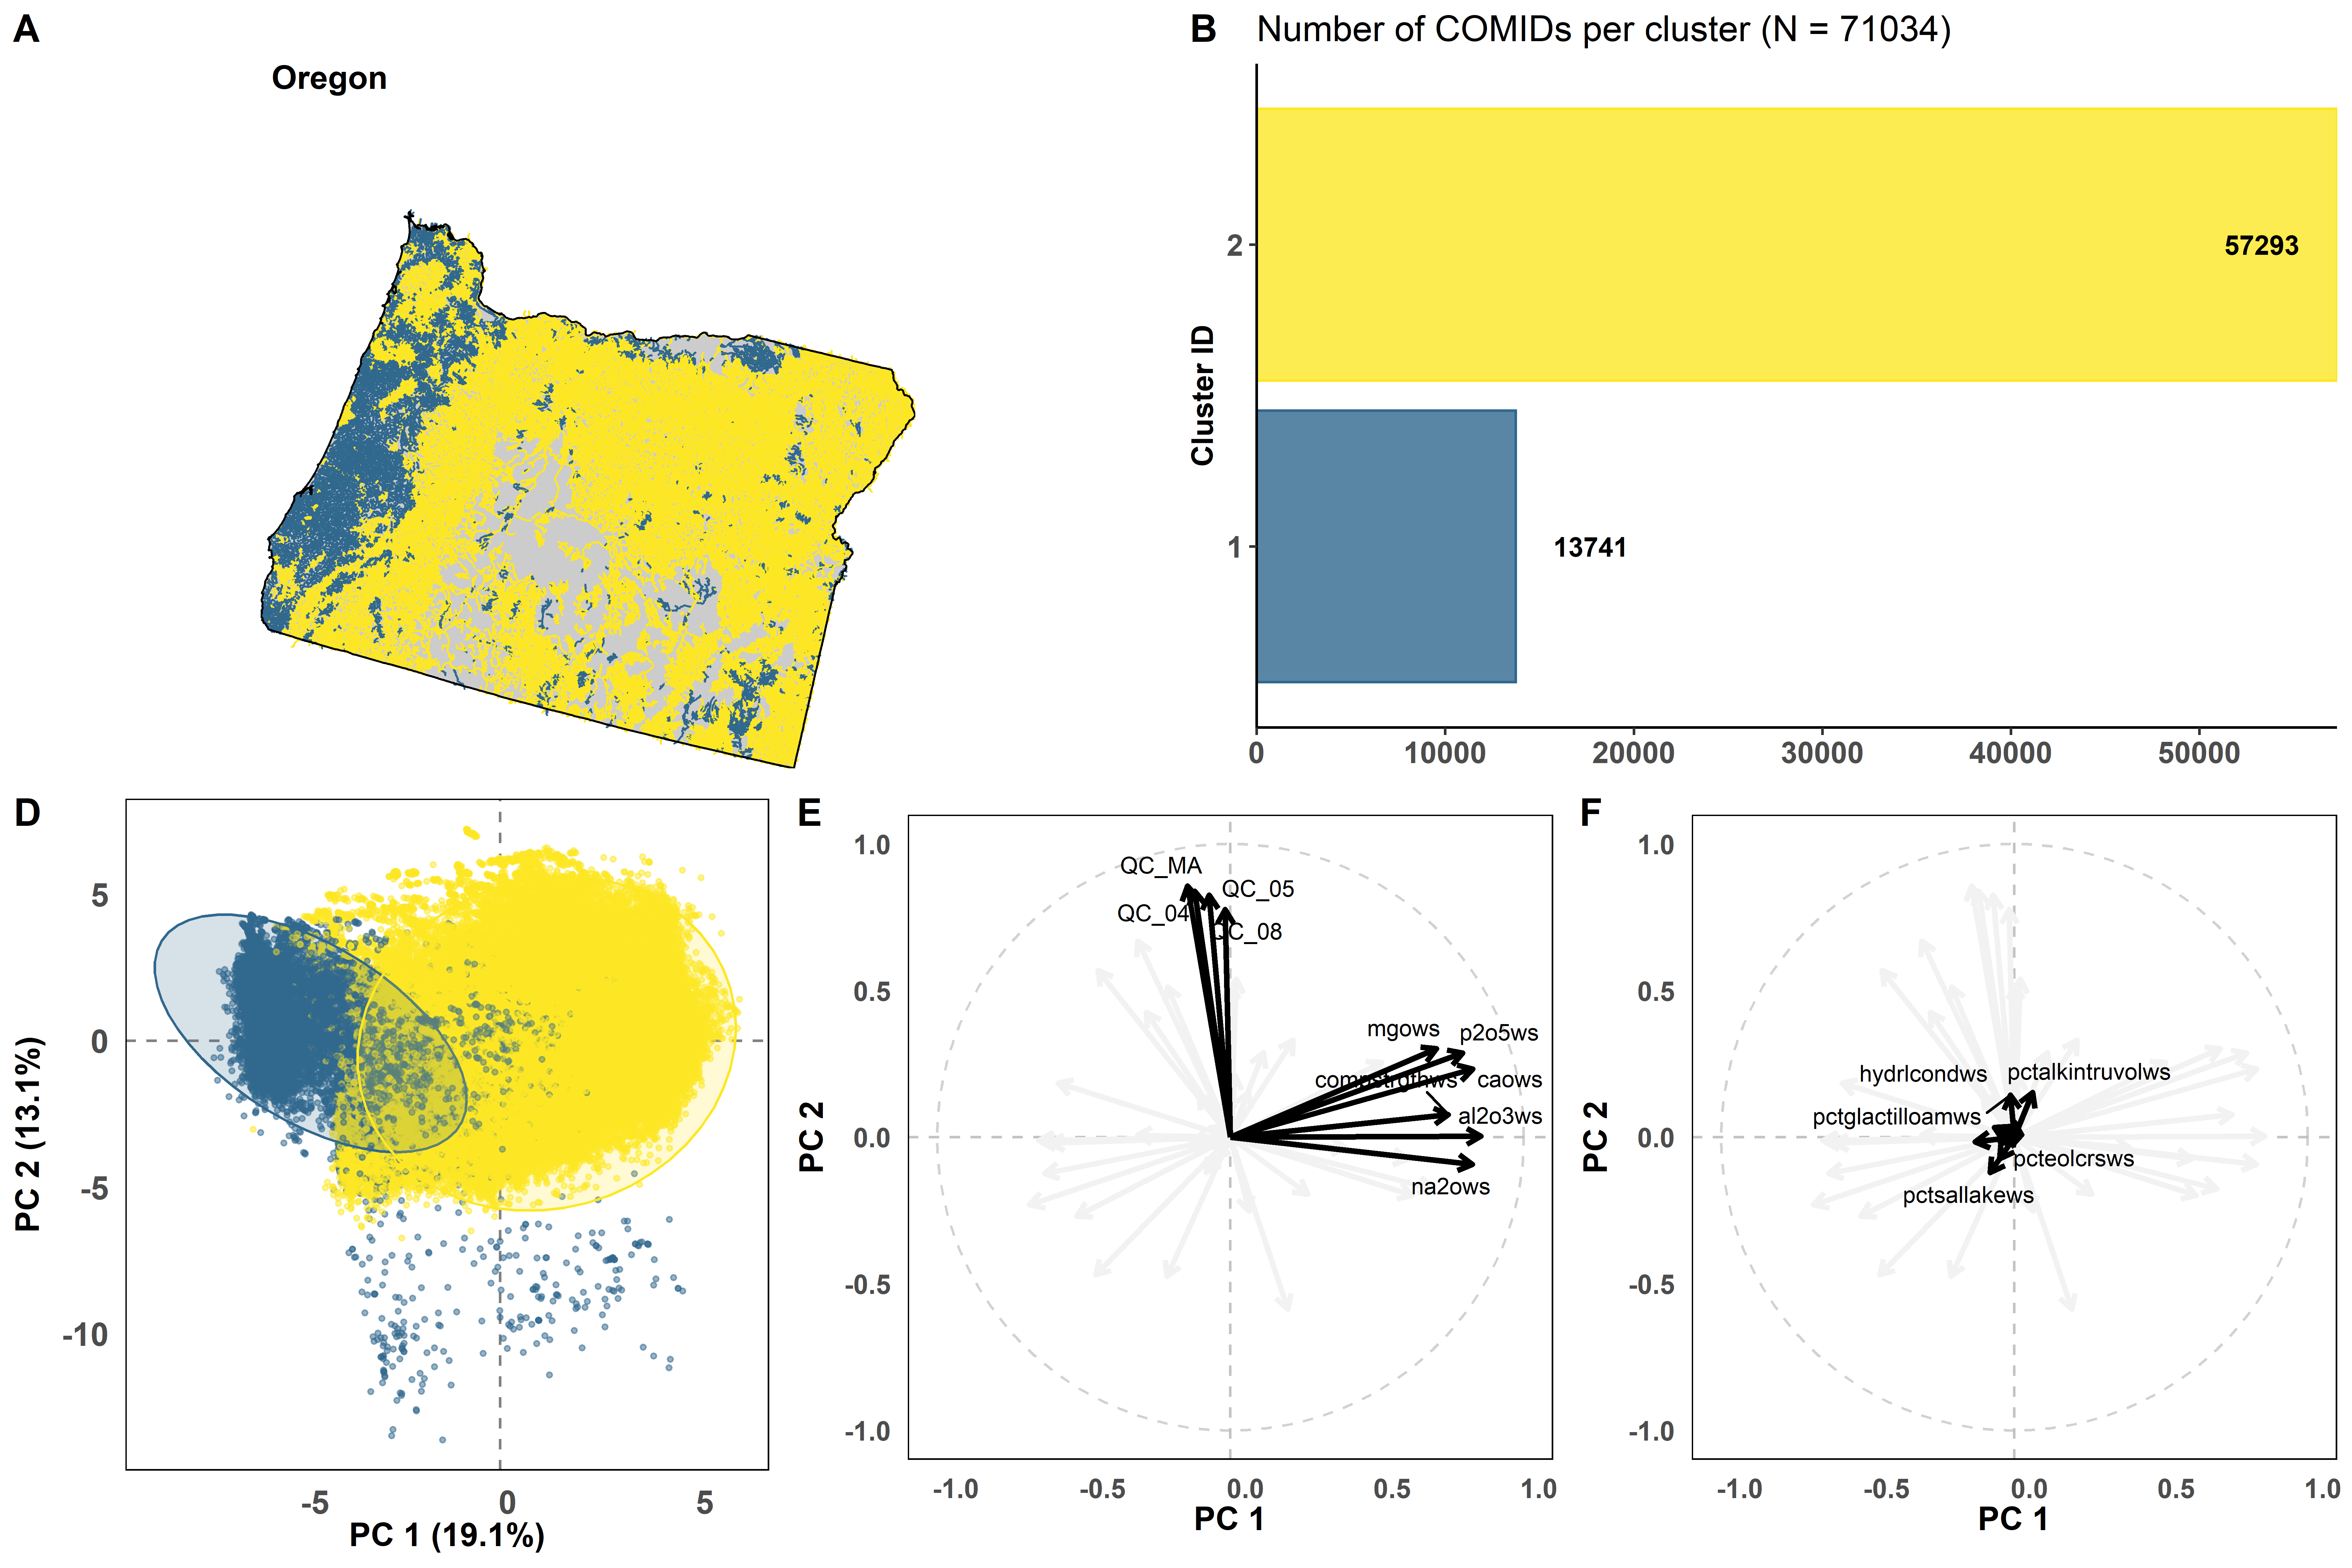 A
Oregon
B
Number of COMIDs per cluster (N = 71034)
Cluster ID
2
57293
1
13741
0
10000
20000
30000
40000
50000
D
PC 2 (13.1%)
5
0
-5
-10
-5
0
5
PC 1 (19.1%)
E
PC 2
1.0
0.5
0.0
-0.5
-1.0
QC_MA
QC_05
QC_04
QC_08
mgows
p2o5ws
compstrgthws
caows
al2o3ws
na2ows
-1.0
-0.5
0.0
0.5
1.0
PC 1
F
PC 2
1.0
0.5
0.0
-0.5
-1.0
hydrlcondws
pctalkintruvolws
pctglactilloamws
pcteolcrsws
pctsallakews
-1.0
-0.5
0.0
0.5
1.0
PC 1